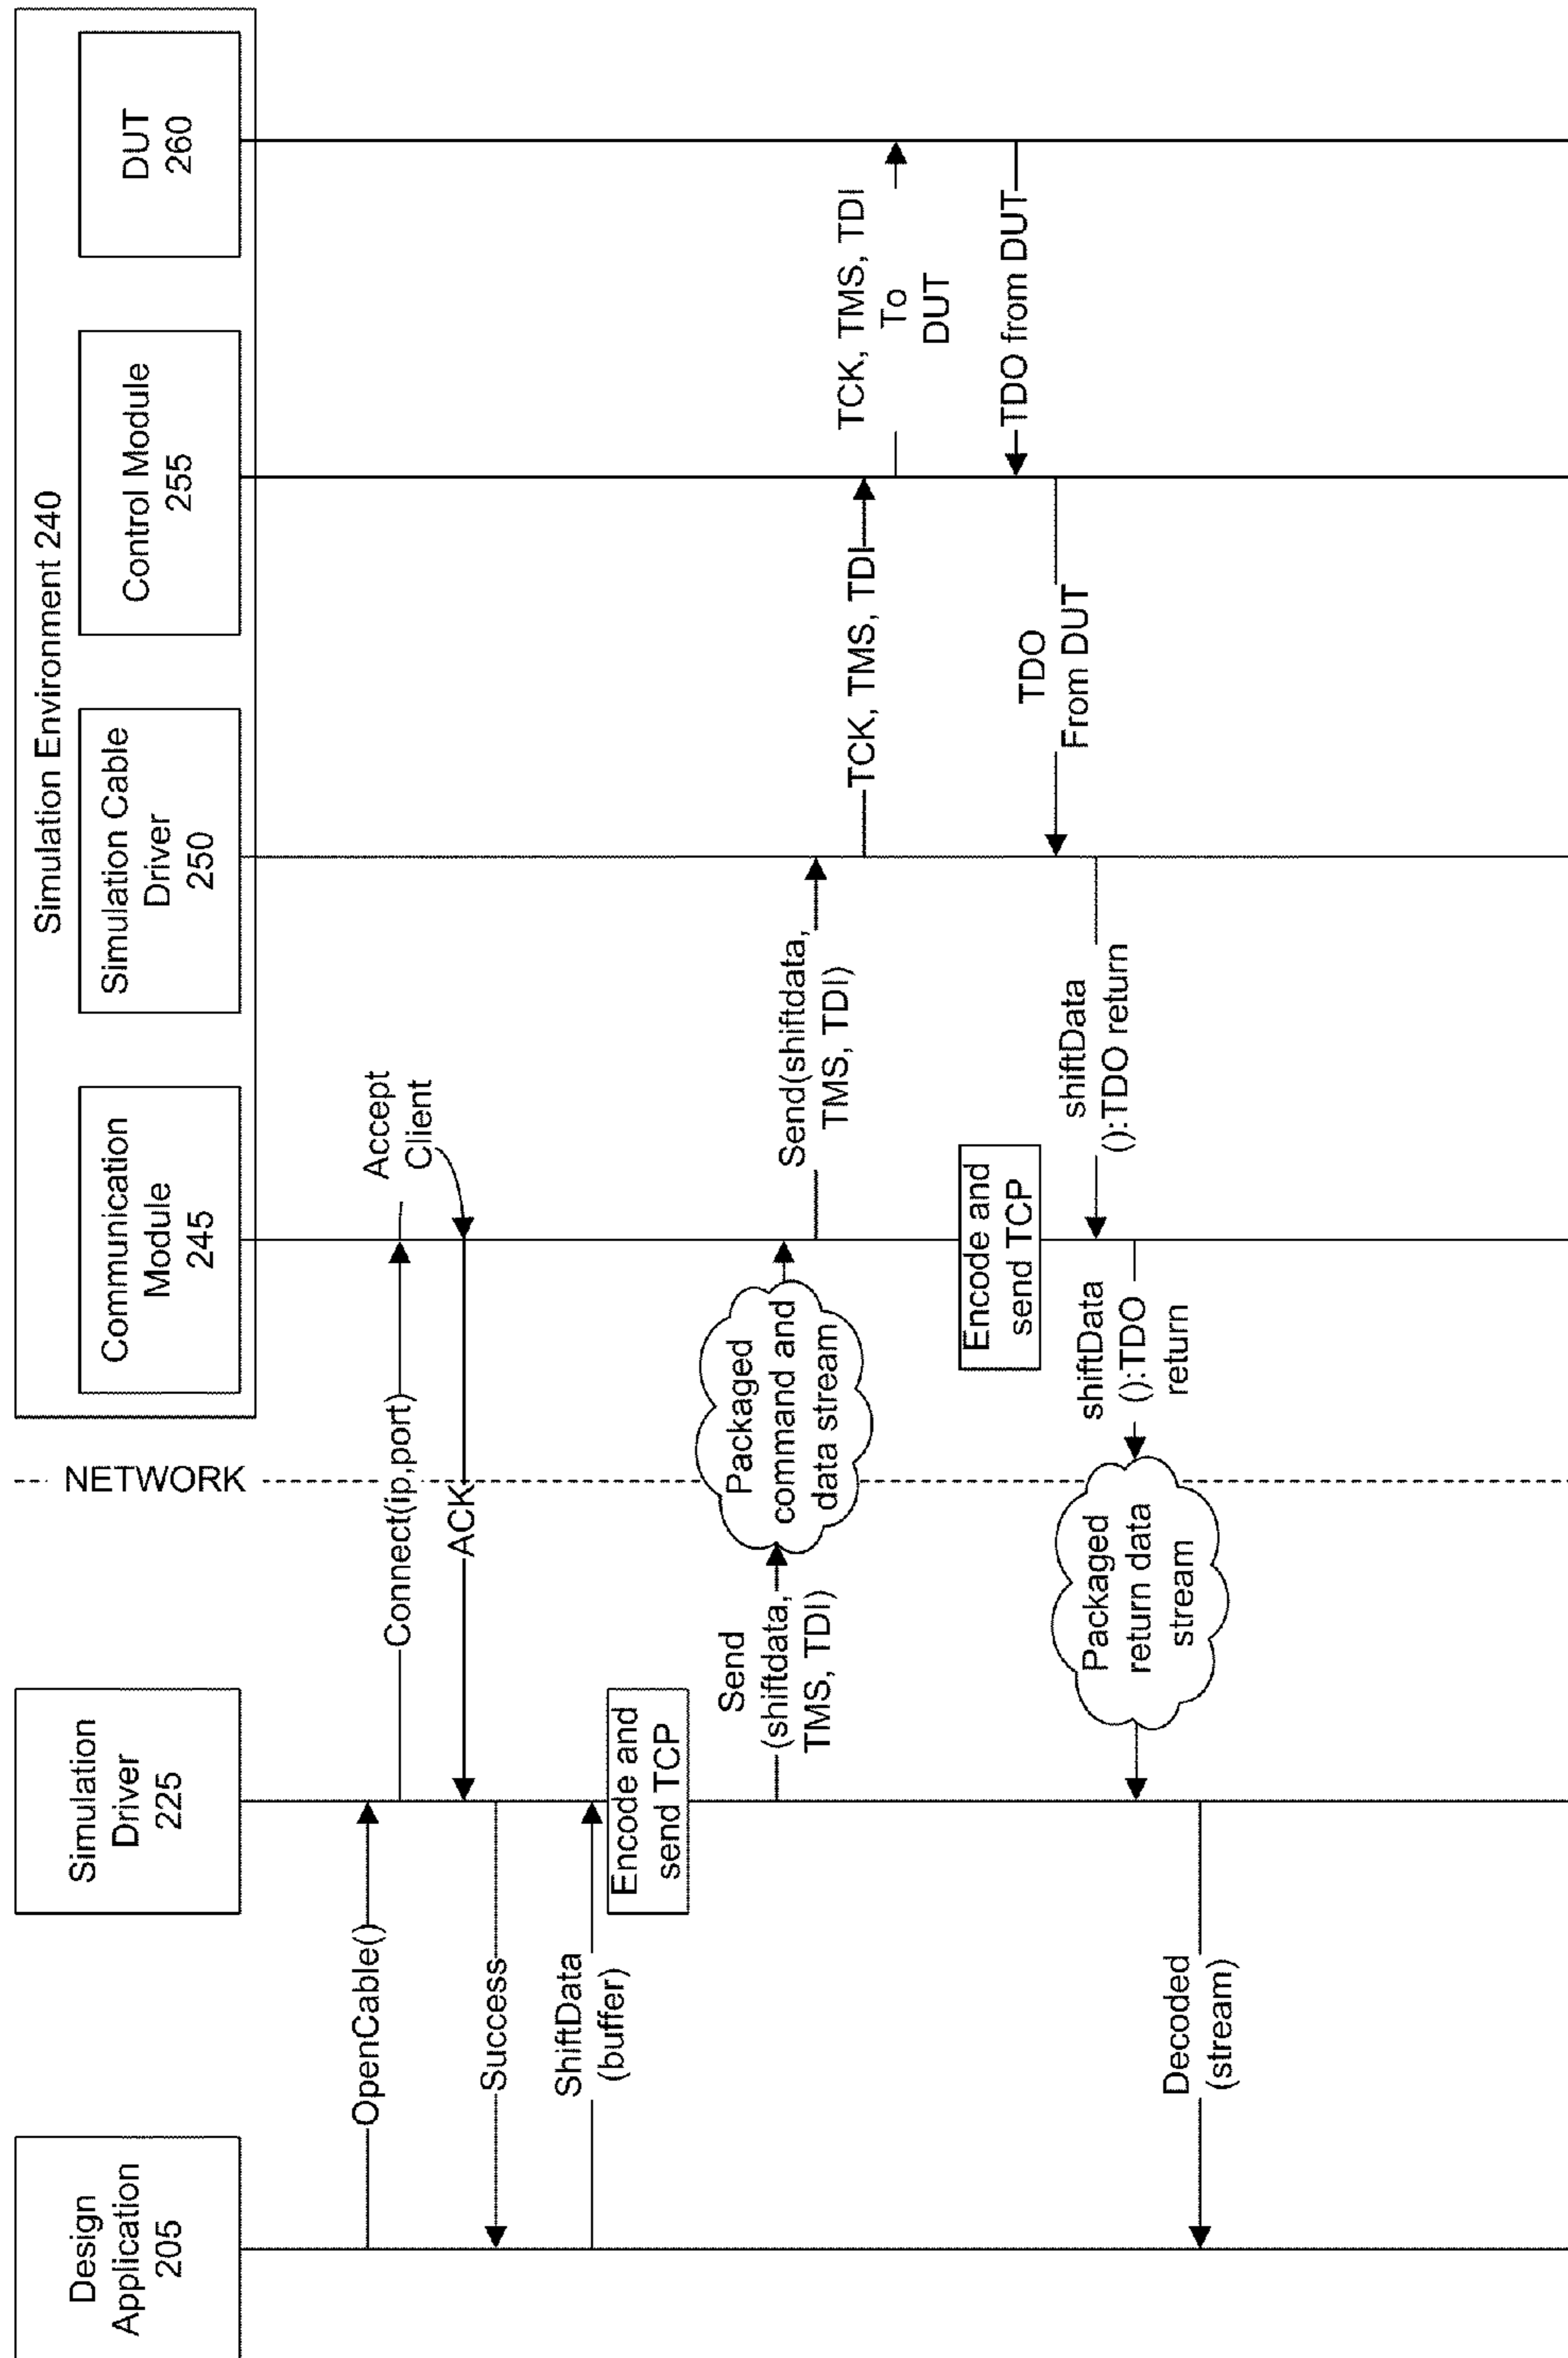 Simulation Environment 240
Design
Application
205
Simulation
Driver
225
Communication
Module
245
Simulation Cable
Driver
250
Control Module
255
DUT
260
NETWORK
OpenCable()
Connect(ip,port)
Accept
Client
ACK
Success
ShiftData
(buffer)
Encode and
send TCP
Send
(shiftdata,
TMS, TDI)
Packaged
command and
data stream
Send(shiftdata,
TMS, TDI)
TCK, TMS, TDI
TCK, TMS, TDI
To
DUT
TDO from DUT
TDO
From DUT
shiftData
():TDO return
Encode and
send TCP
shiftData
():TDO
return
Packaged
return data
stream
Decoded
(stream)